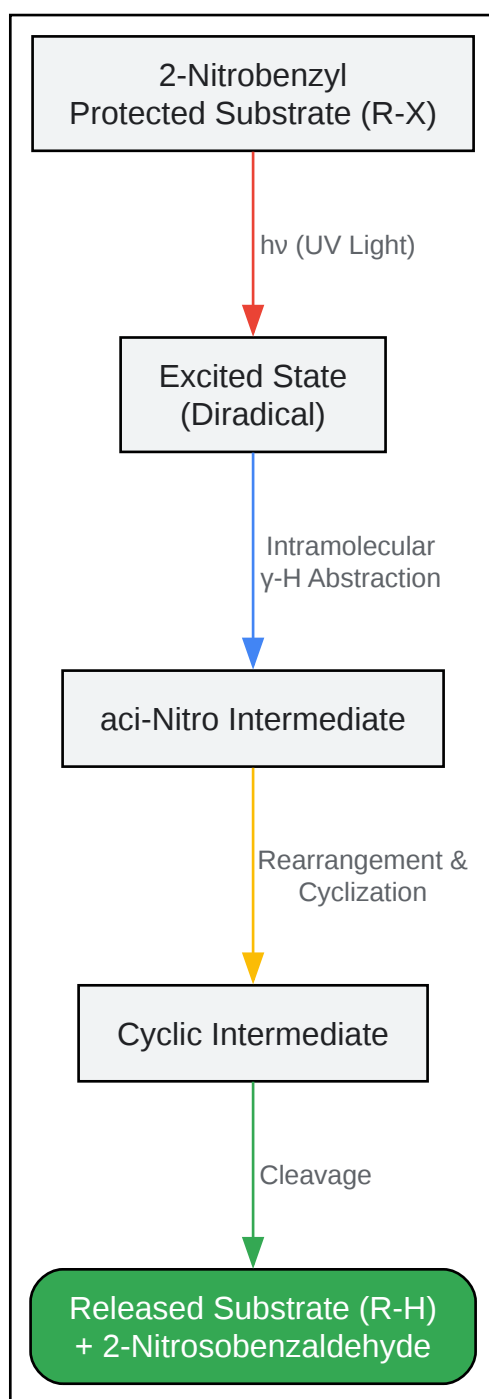 2-Nitrobenzyl
Protected Substrate (R-X)
hν (UV Light)
Excited State
(Diradical)
Intramolecular
γ-H Abstraction
aci-Nitro Intermediate
Rearrangement &
Cyclization
Cyclic Intermediate
Cleavage
Released Substrate (R-H)
+ 2-Nitrosobenzaldehyde